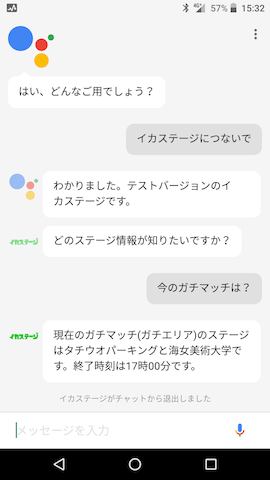 57% 15:32
はい、どんなご用でしょう？
イカステージにつないで
わかりました。テストバージョンのイ
カステージです。
イカステージ
どのステージ情報が知りたいですか？
今のガチマッチは？
イカステージ
現在のガチマッチ(ガチエリア)のステージ
はタチウオパーキングと海女美術大学で
す。終了時刻は17時00分です。
イカステージがチャットから退出しました
メッセージを入力